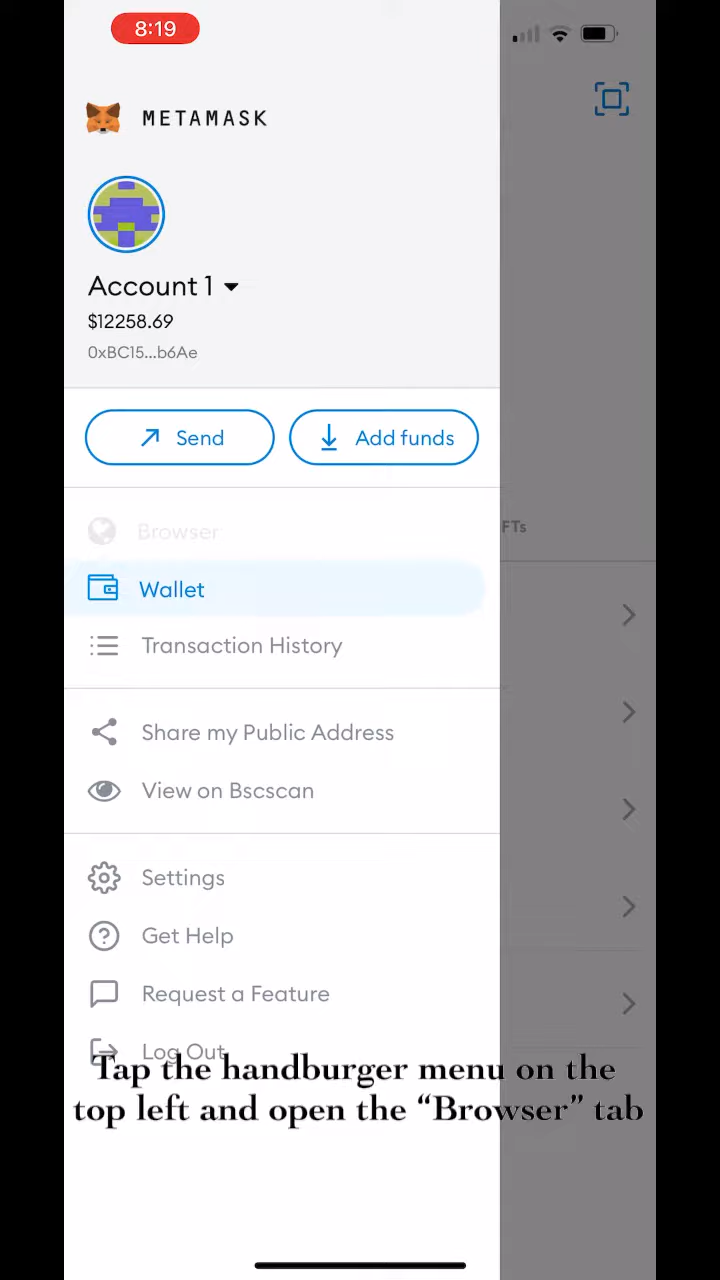 8:19
METAMASK
Account 1
$12258.69
0xBC15...b6Ae
Send
Add funds
Browser
FTs
Wallet
Transaction History
Share my Public Address
View on Bscscan
Settings
Get Help
Request a Feature
Log Out
Tap the handburger menu on the
top left and open the “Browser” tab